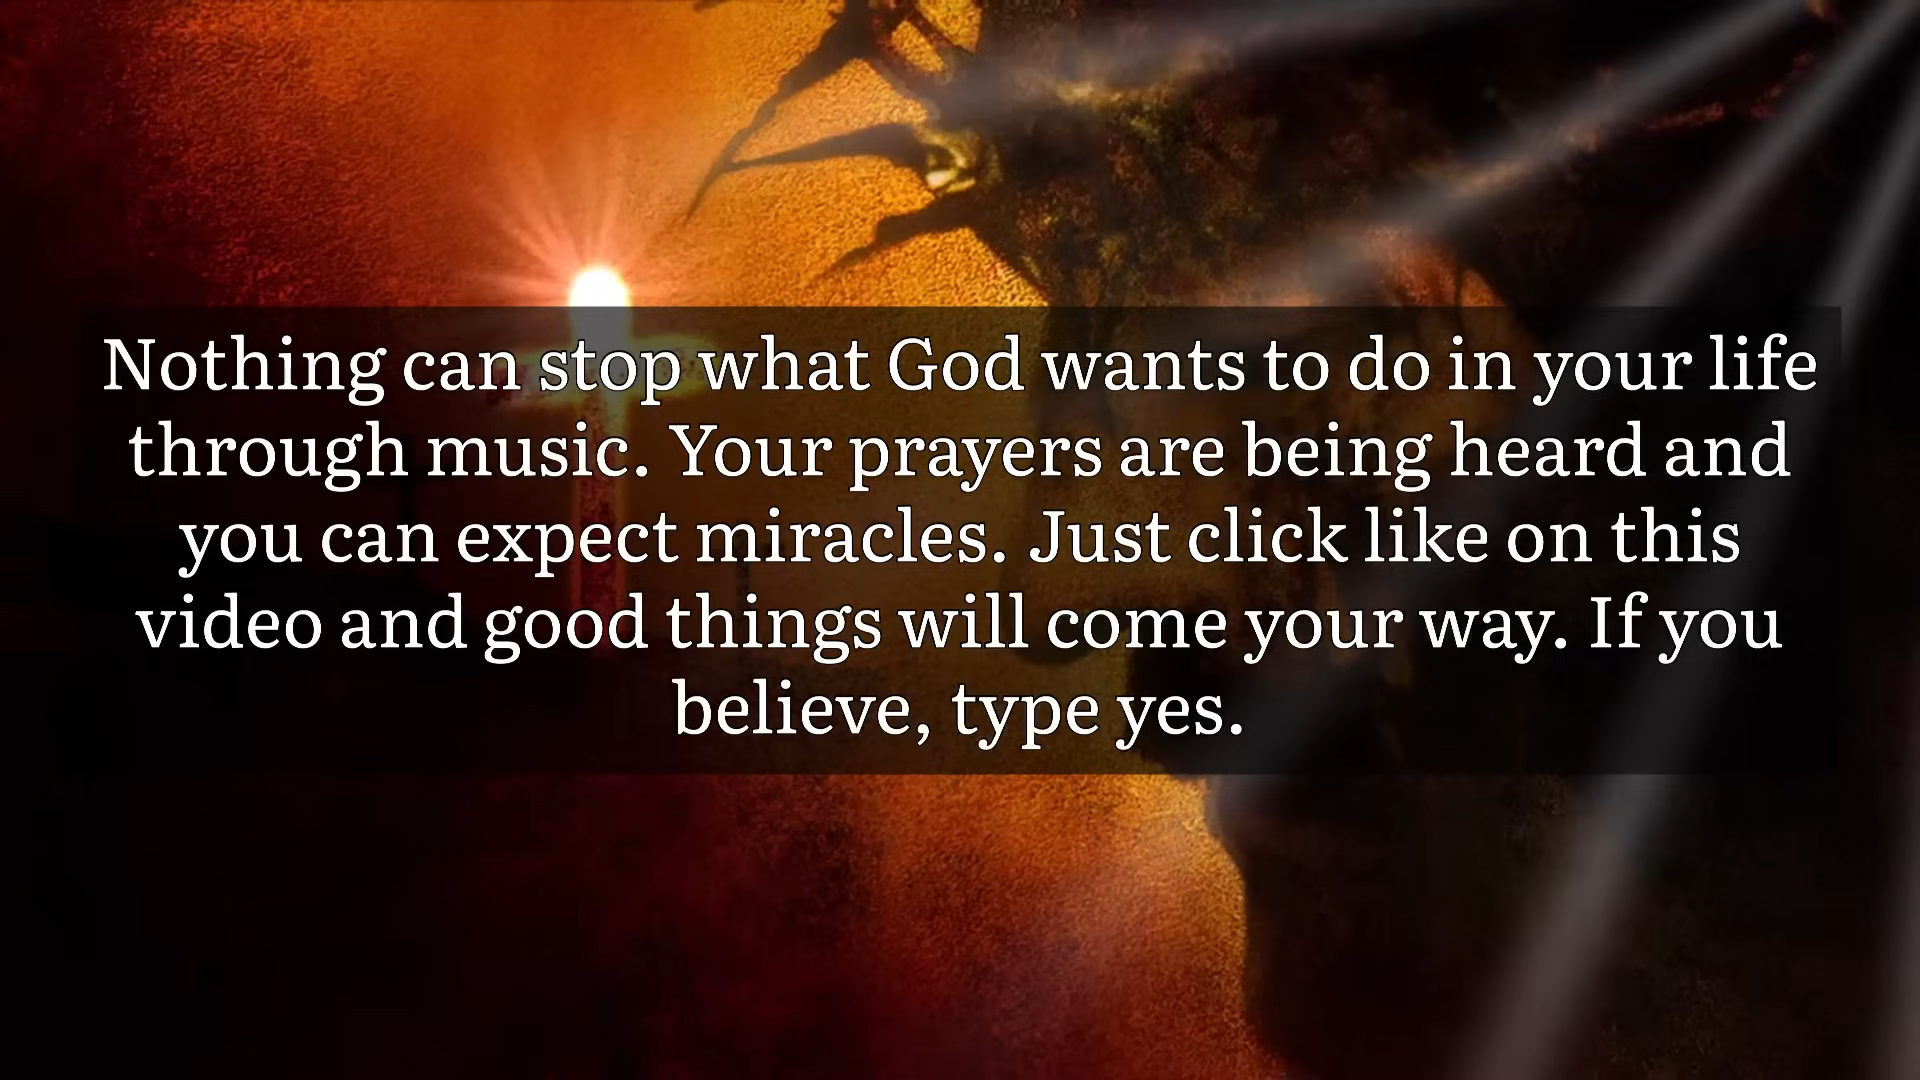 Nothing can stop what God wants to do in your life
through music. Your prayers are being heard and
you can expect miracles. Just click like on this
video and good things will come your way. If you
believe, type yes.